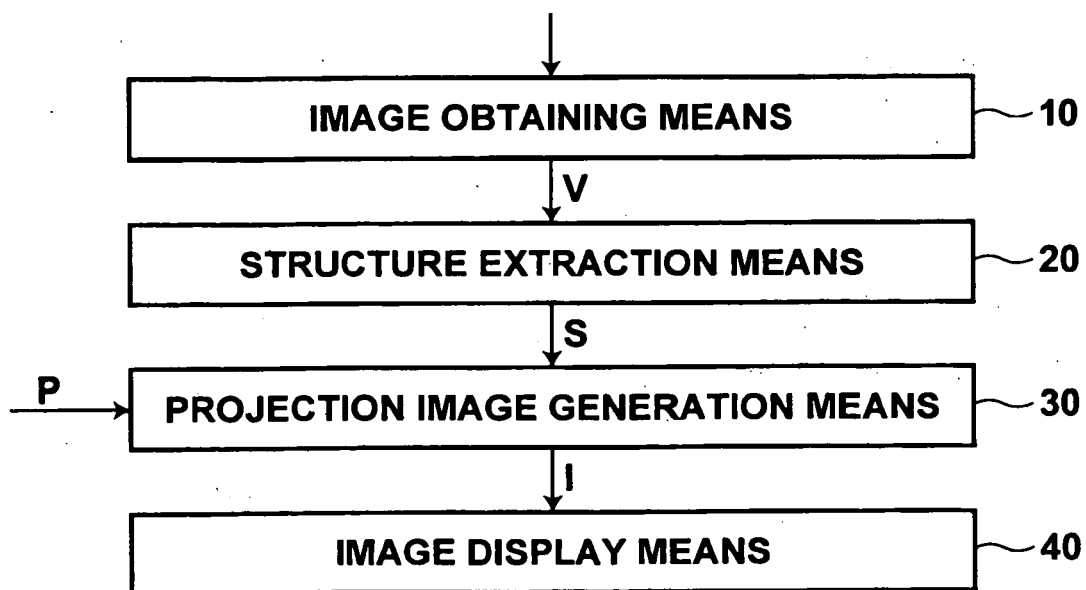 IMAGE OBTAINING MEANS 10
V
STRUCTURE EXTRACTION MEANS 20
S
P
PROJECTION IMAGE GENERATION MEANS 30
I
IMAGE DISPLAY MEANS 40